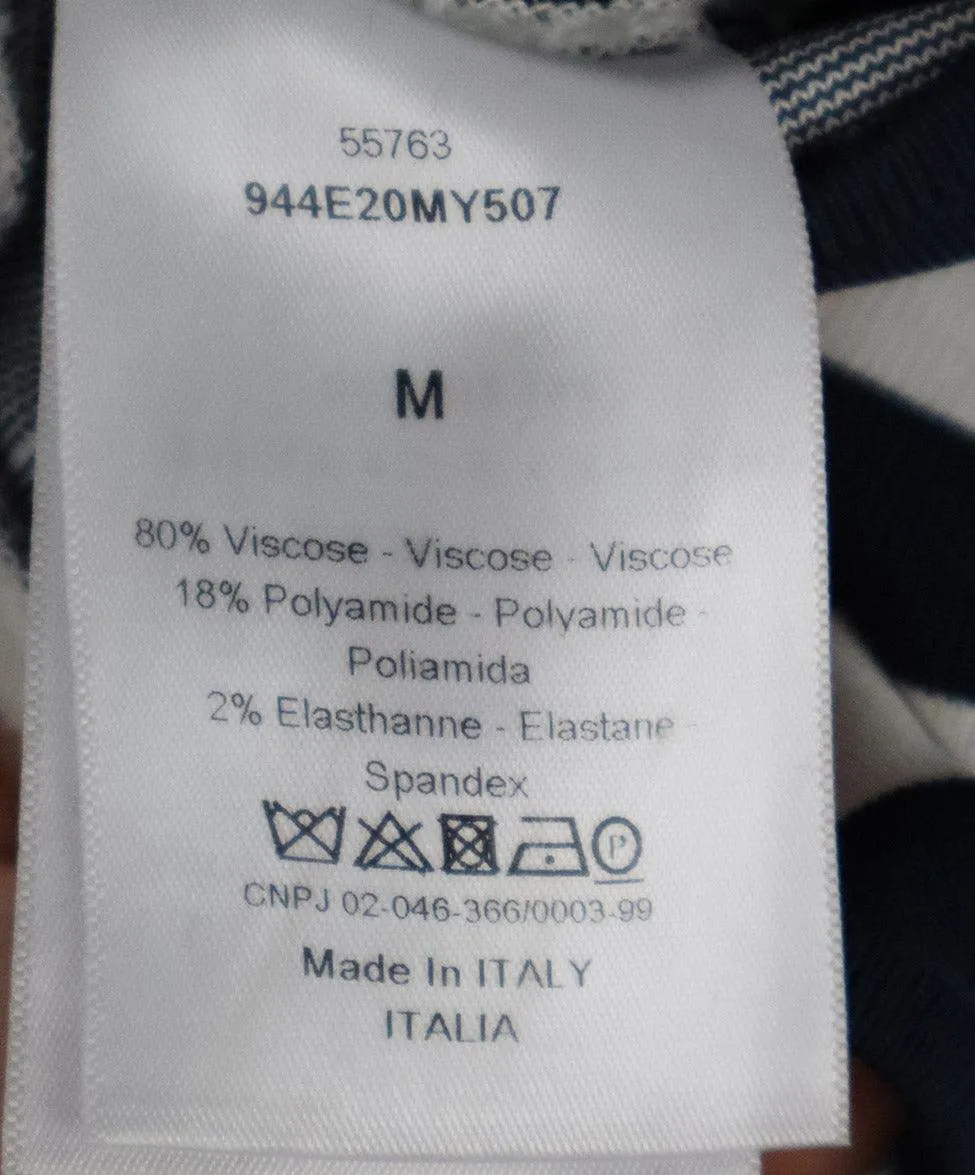 55763
944E20MY507
M
80% Viscose - Viscose - Viscose
18% Polyamide - Polyamide -
Poliamida
2% Elasthanne - Elastane -
Spandex
P
CNPJ 02-046-366/0003-99
Made In ITALY
ITALIA